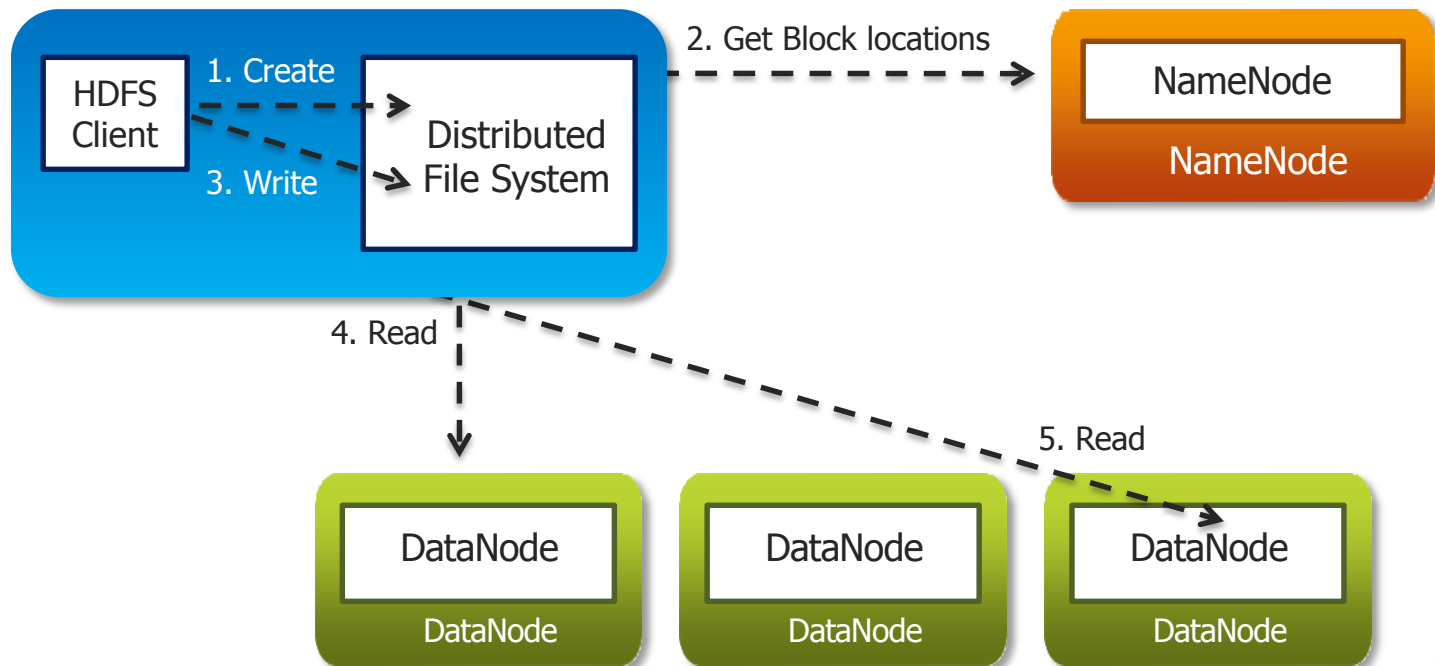 HDFS
Client
1. Create
3. Write
Distributed
File System
2. Get Block locations
NameNode
NameNode
4. Read
5. Read
DataNode
DataNode
DataNode
DataNode
DataNode
DataNode